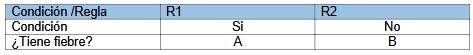 Condición /Regla R1 R2
Condición Si No
¿Tiene fiebre? A B